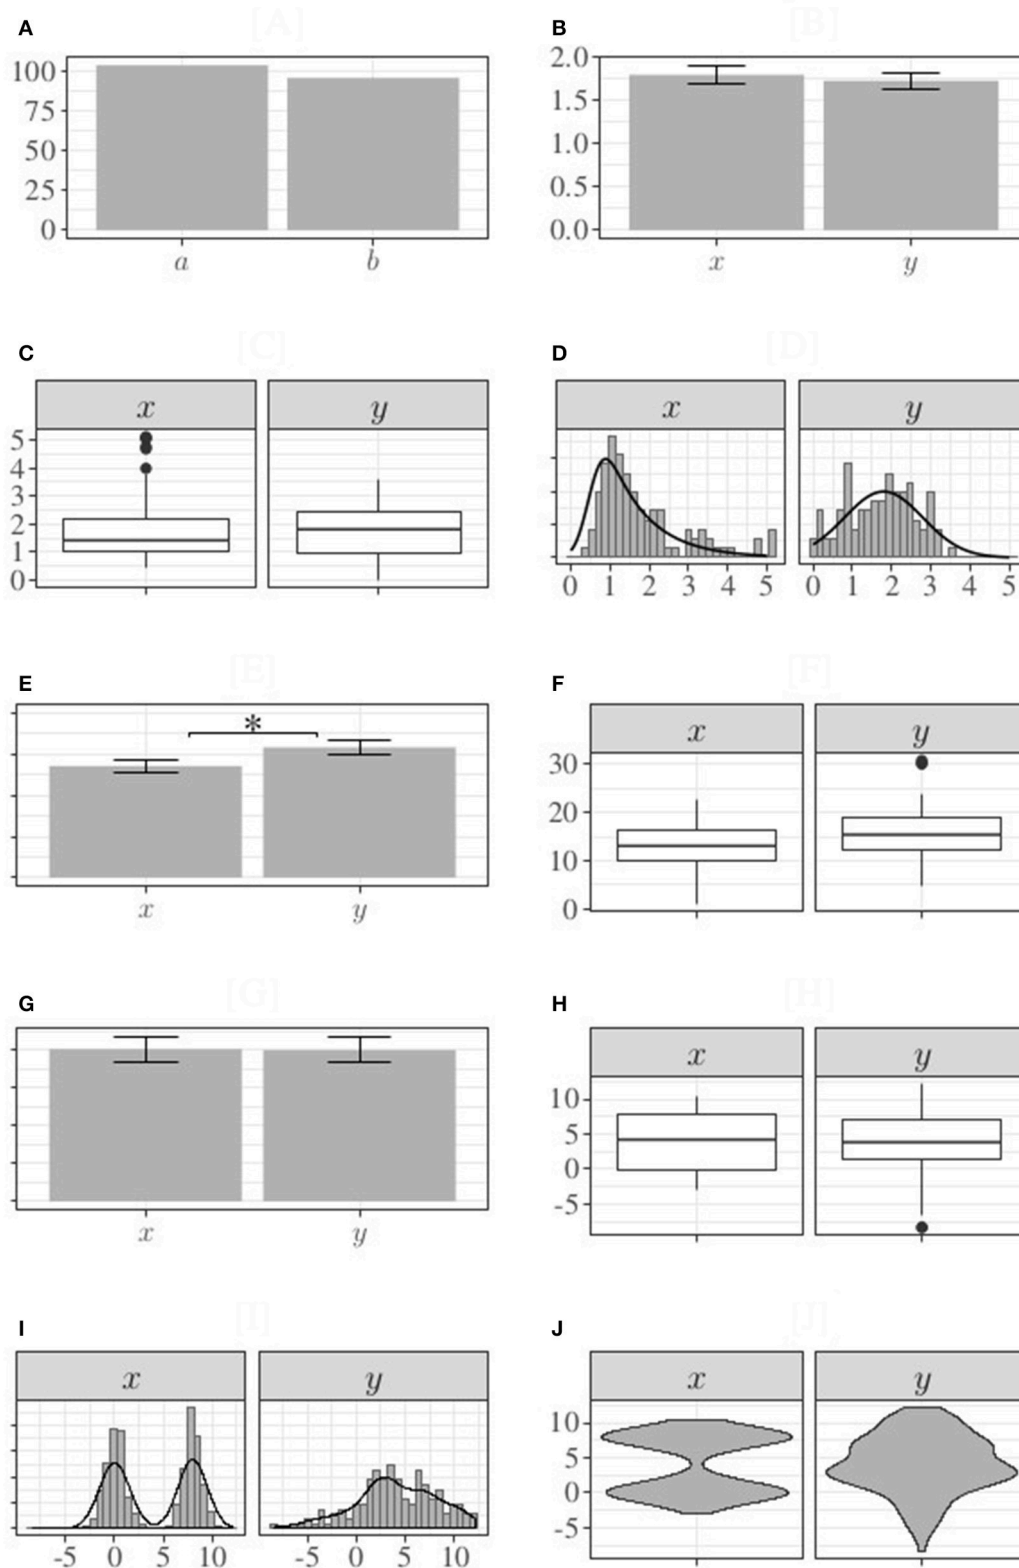 A [A] B [B]
100
75
50
25
0
a b
2.0
1.5
1.0
0.5
0.0
x y
C [C] D [D]
x y
5
4
3
2
1
0
x y
0 1 2 3 4 5 0 1 2 3 4 5
E [E] F [F]
*
x y
x y
30
20
10
0
G [G] H [H]
x y
x y
10
5
0
-5
I [I] J [J]
x y
-5 0 5 10 -5 0 5 10
x y
10
5
0
-5